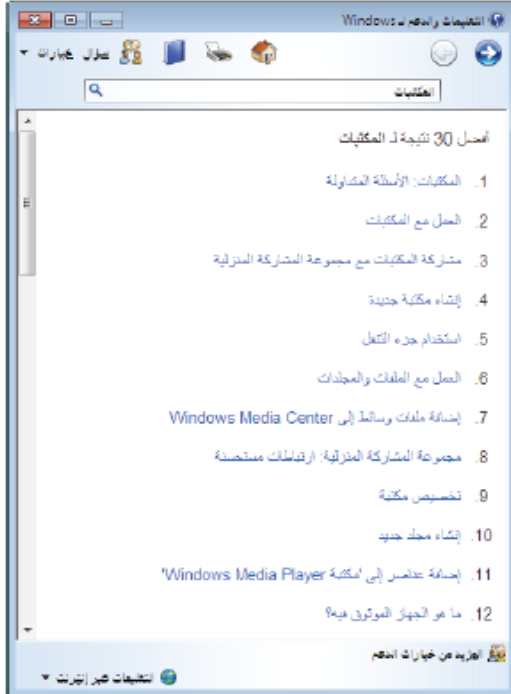 التعليمات والدعم لـ Windows
سؤال خيارات
المكتبات
أفضل 30 نتيجة لـ المكتبات
1. المكتبات: الأسئلة المتداولة
2. العمل مع المكتبات
3. مشاركة المكتبات مع مجموعة المشاركة المنزلية
4. إنشاء مكتبة جديدة
5. استخدام جزء التنقل
6. العمل مع الملفات والمجلدات
7. إضافة ملفات وسائط إلى Windows Media Center
8. مجموعة المشاركة المنزلية: ارتباطات مستحسنة
9. تخصيص مكتبة
10. إنشاء مجلد جديد
11. إضافة عناصر إلى 'مكتبة Windows Media Player'
12. ما هو الجهاز الموثوق فيه؟
المزيد من خيارات الدعم
التعليمات عبر إنترنت